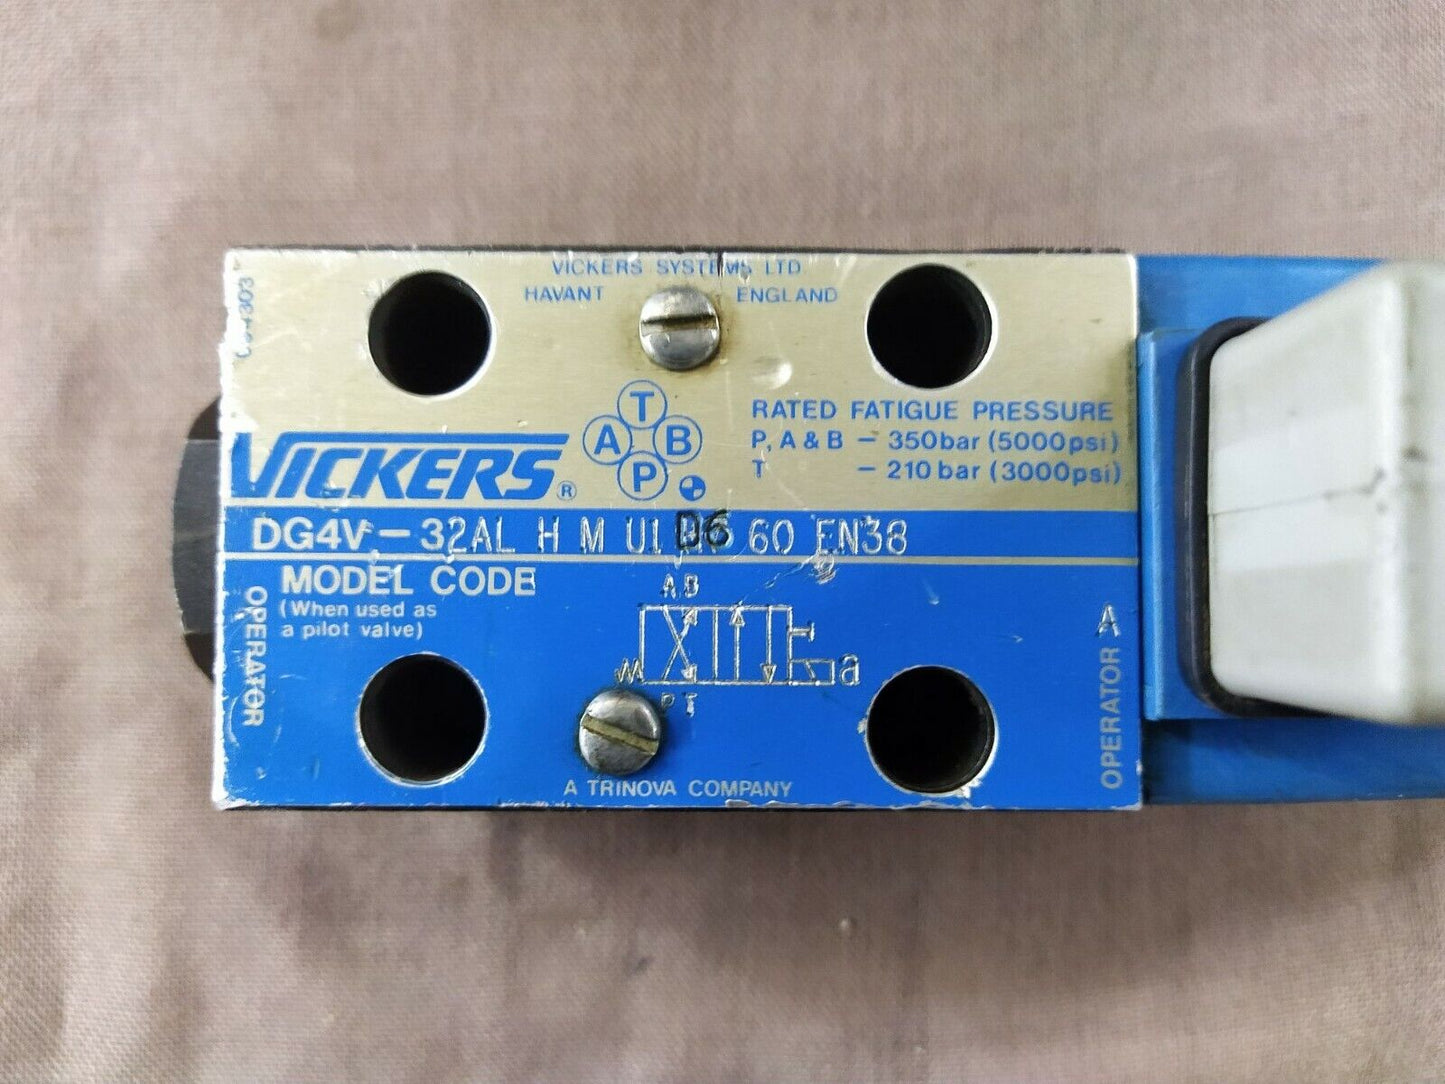 VICKERS SYSTEMS LTD
HAVANT ENGLAND
T
A B
P
RATED FATIGUE PRESSURE
P, A & B – 350bar (5000psi)
T – 210 bar (3000psi)
VICKERS ®
DG4V-32AL H M U1 D6 60 EN38
MODEL CODE
(When used as
a pilot valve)
OPERATOR
A B
a
P T
OPERATOR A
A TRINOVA COMPANY